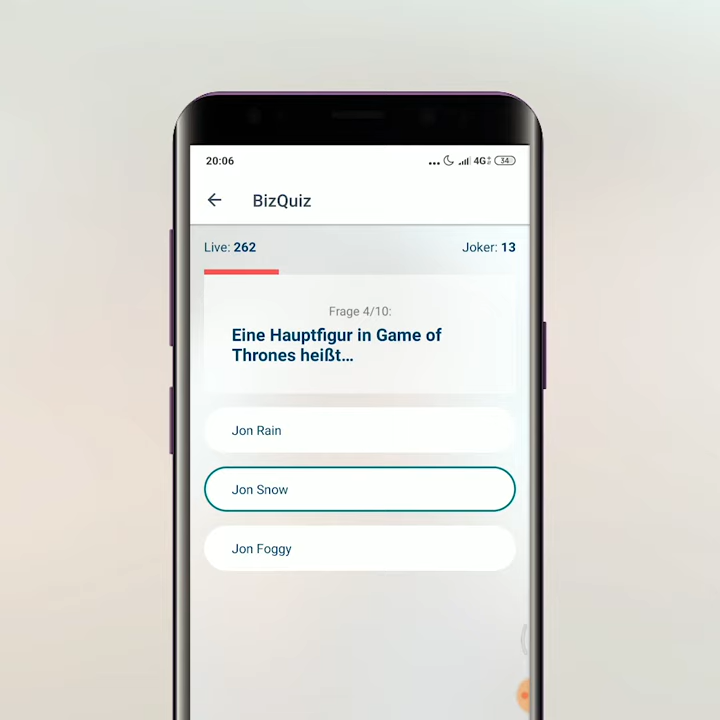 20:06
4G
34
BizQuiz
Live: 262
Joker: 13
Frage 4/10:
Eine Hauptfigur in Game of
Thrones heißt...
Jon Rain
Jon Snow
Jon Foggy